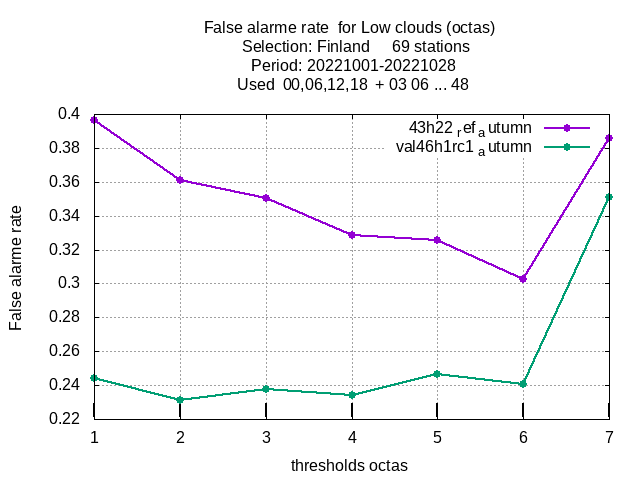 False alarme rate  for Low clouds (octas)
Selection: Finland     69 stations
Period: 20221001-20221028
Used  00,06,12,18  + 03 06 ... 48
43h22 ref a utumn
val46h1rc1 a utumn
False alarme rate
0.4
0.38
0.36
0.34
0.32
0.3
0.28
0.26
0.24
0.22
1 2 3 4 5 6 7
thresholds octas